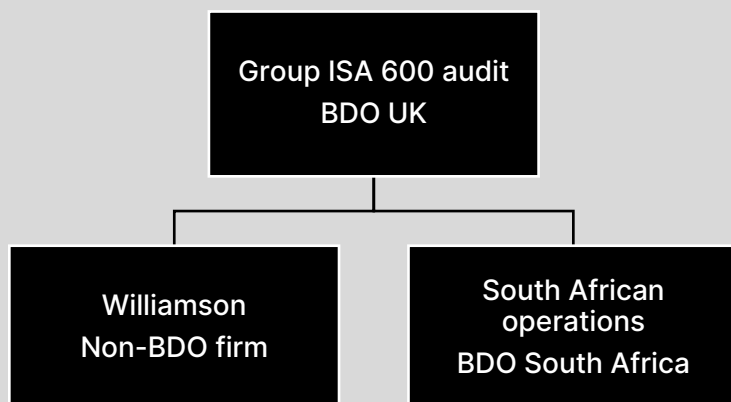 Group ISA 600 audit
BDO UK
Williamson
Non-BDO firm
South African
operations
BDO South Africa